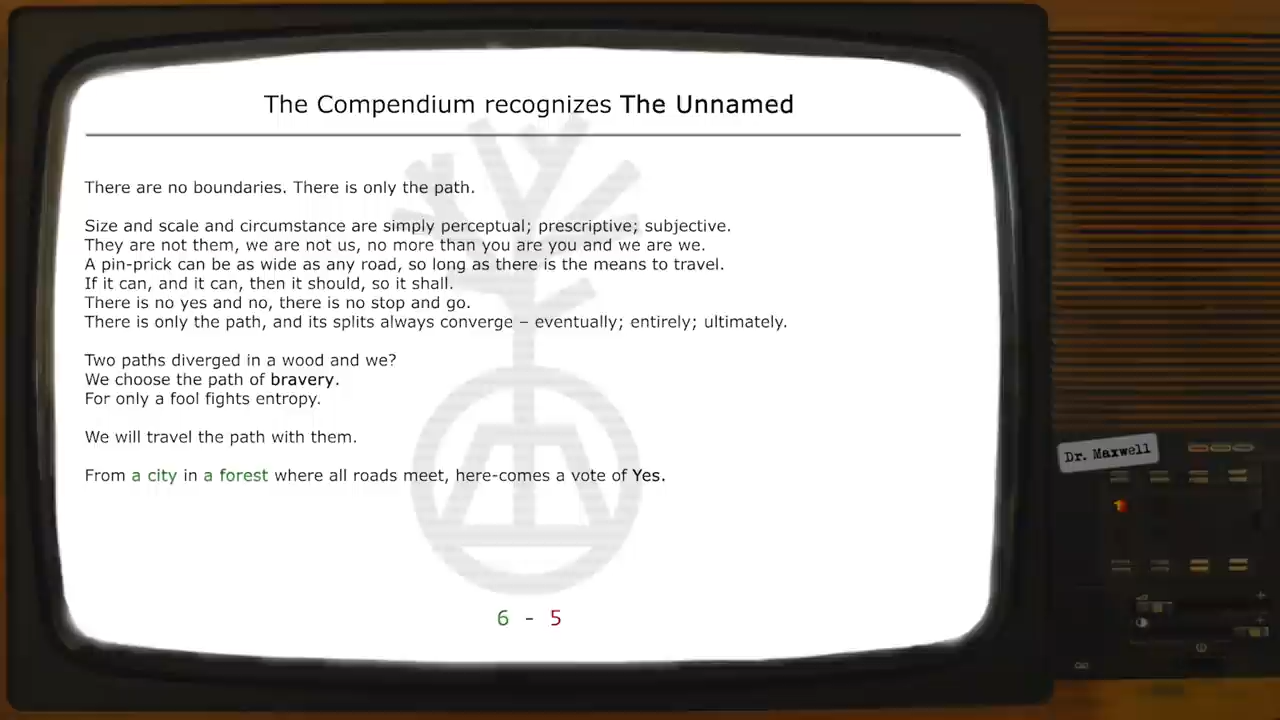 The Compendium recognizes The Unnamed
There are no boundaries. There is only the path.
Size and scale and circumstance are simply perceptual; prescriptive; subjective.
They are not them, we are not us, no more than you are you and we are we.
A pin-prick can be as wide as any road, so long as there is the means to travel.
If it can, and it can, then it should, so it shall.
There is no yes and no, there is no stop and go.
There is only the path, and its splits always converge – eventually; entirely; ultimately.
Two paths diverged in a wood and we?
We choose the path of bravery.
For only a fool fights entropy.
We will travel the path with them.
From a city in a forest where all roads meet, here-comes a vote of Yes.
6 - 5
Dr. Maxwell